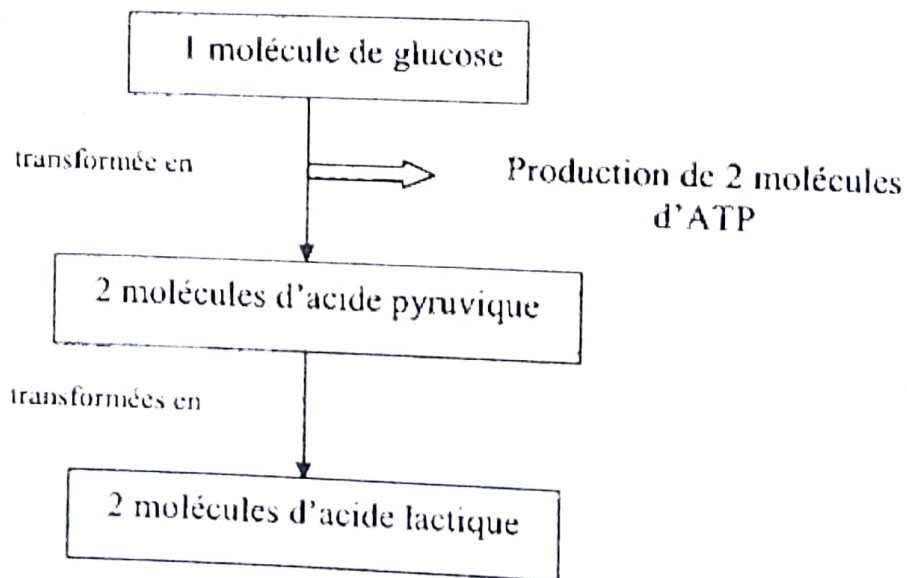 1 molécule de glucose
transformée en
Production de 2 molécules
d'ATP
2 molécules d'acide pyruvique
transformées en
2 molécules d'acide lactique